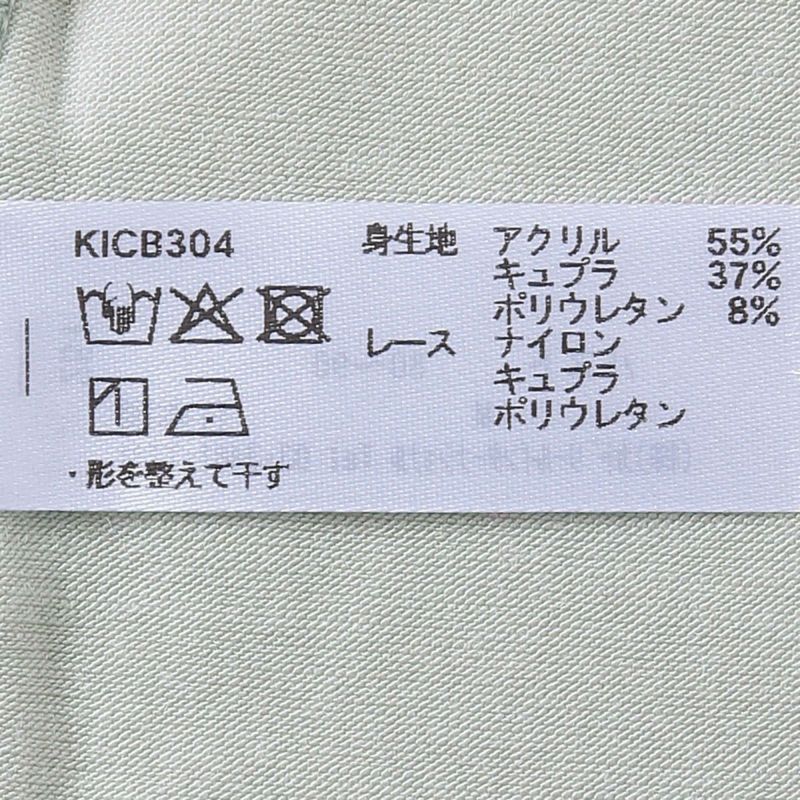 KICB304
身生地 アクリル 55%
キュプラ 37%
ポリウレタン 8%
レース ナイロン
キュプラ
ポリウレタン
・形を整えて干す